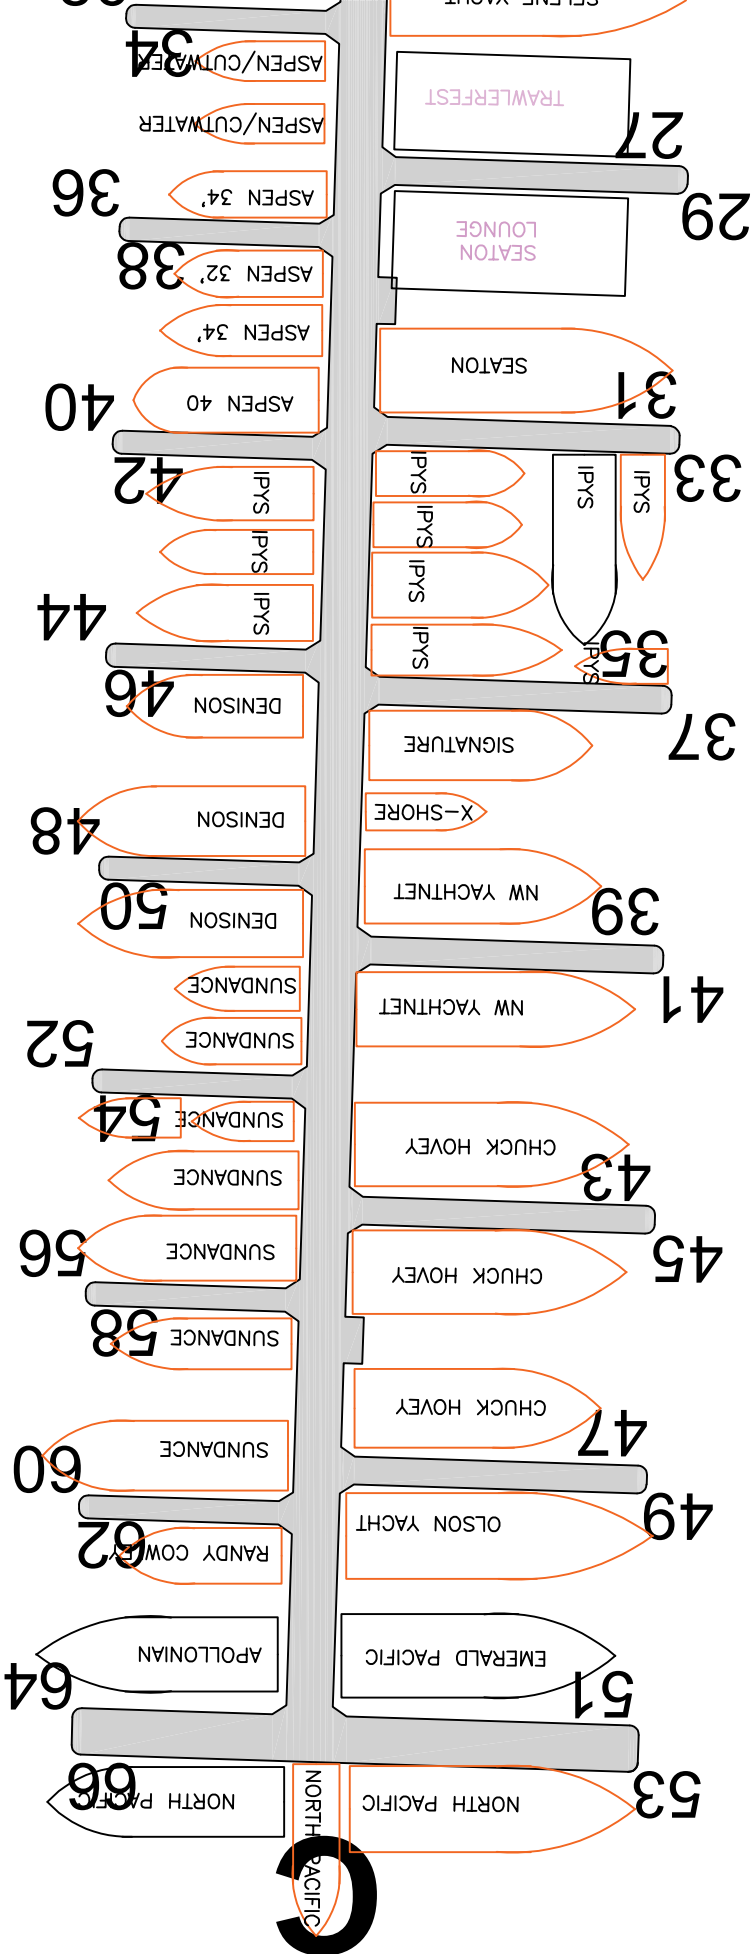 SELENE YACHT
34
ASPEN/CUTWATER
TRAWLERFEST
ASPEN/CUTWATER
27
36
ASPEN 34'
29
38
ASPEN 32'
SEATON
LOUNGE
ASPEN 34'
SEATON
31
40
ASPEN 40
42
IPYS
IPYS
IPYS
IPYS
33
IPYS
IPYS
44
IPYS
IPYS
IPYS
IPYS
35
46
DENISON
37
SIGNATURE
48
DENISON
X-SHORE
50
DENISON
NW YACHTNET
39
SUNDANCE
41
NW YACHTNET
52
SUNDANCE
54
SUNDANCE
CHUCK HOVEY
43
SUNDANCE
56
SUNDANCE
45
CHUCK HOVEY
58
SUNDANCE
CHUCK HOVEY
47
60
SUNDANCE
49
OLSON YACHT
62
RANDY COWLEY
APOLLONIAN
EMERALD PACIFIC
64
51
66
NORTH PACIFIC
NORTH PACIFIC
NORTH PACIFIC
53
C